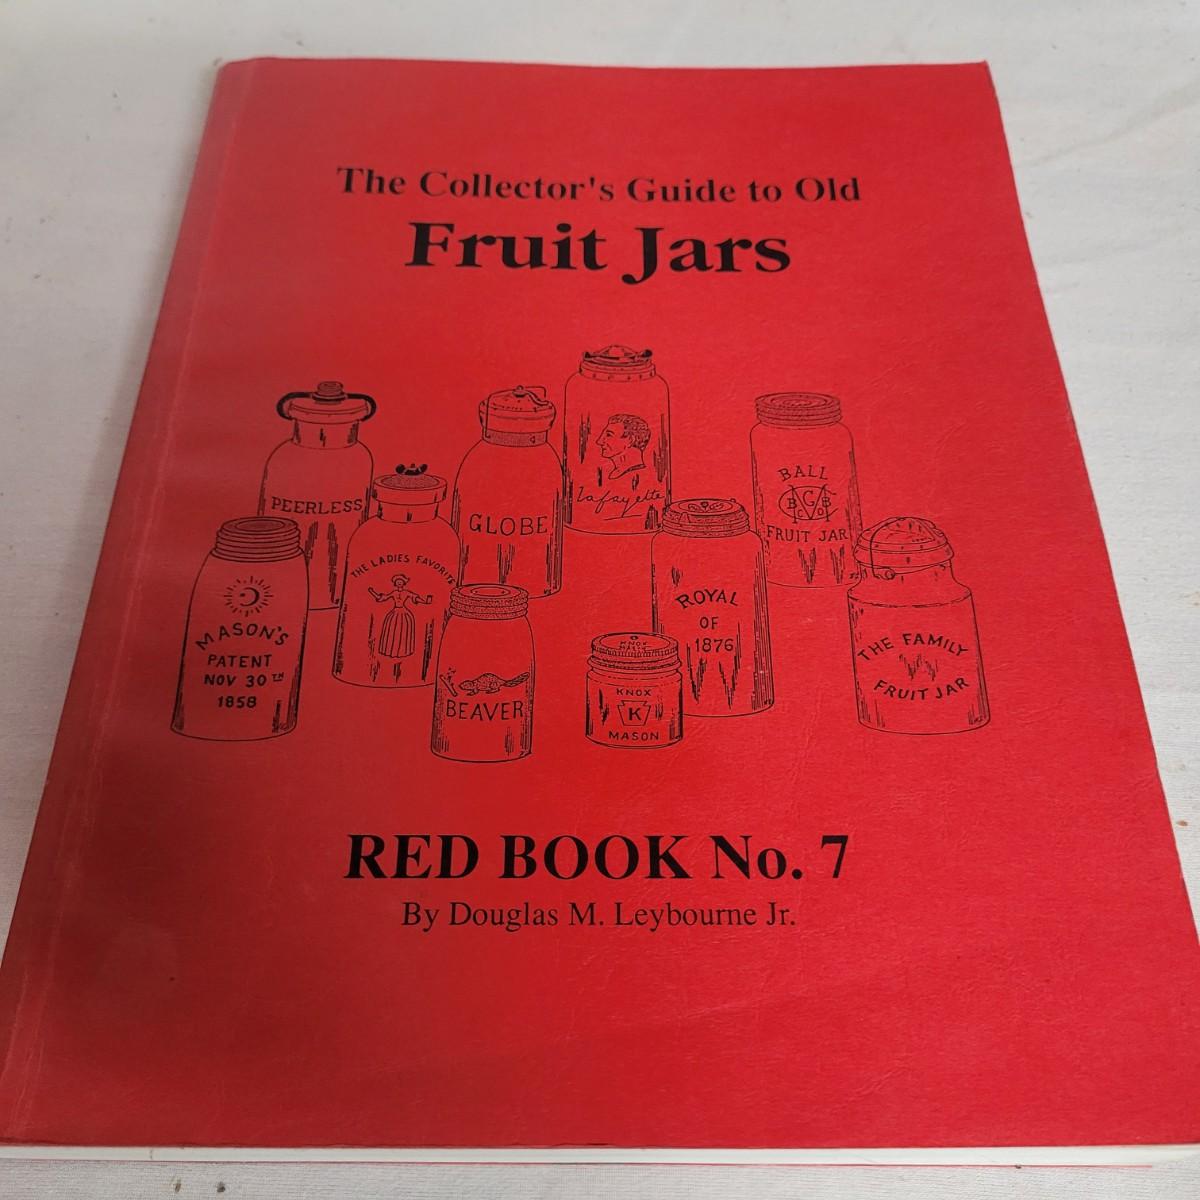 The Collector's Guide to Old
Fruit Jars
PEERLESS
GLOBE
Lafayette
BALL
FRUIT JAR
MASON'S
PATENT
NOV 30TH
1858
THE LADIES FAVORITE
BEAVER
KNOX
MASON
KNOX
K
MASON
ROYAL
OF
1876
THE FAMILY
FRUIT JAR
RED BOOK No. 7
By Douglas M. Leybourne Jr.